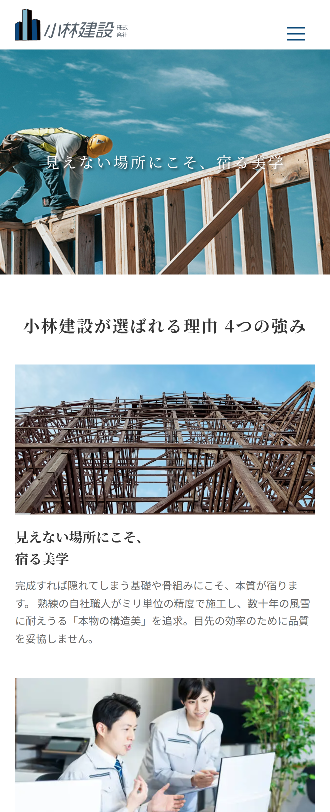 小林建設 株式会社
見えない場所にこそ、宿る美学
小林建設が選ばれる理由 4つの強み
見えない場所にこそ、
宿る美学
完成すれば隠れてしまう基礎や骨組みにこそ、本質が宿りま
す。 熟練の自社職人がミリ単位の精度で施工し、数十年の風雪
に耐えうる「本物の構造美」を追求。目先の効率のために品質
を妥協しません。